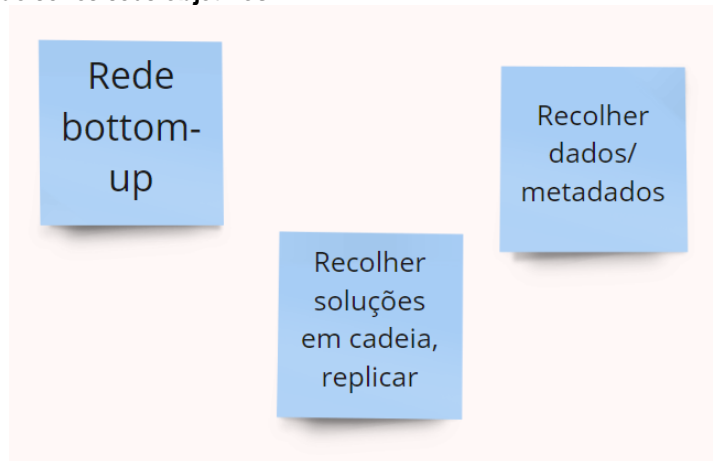 Rede
bottom-
up
Recolher
dados/
metadados
Recolher
soluções
em cadeia,
replicar